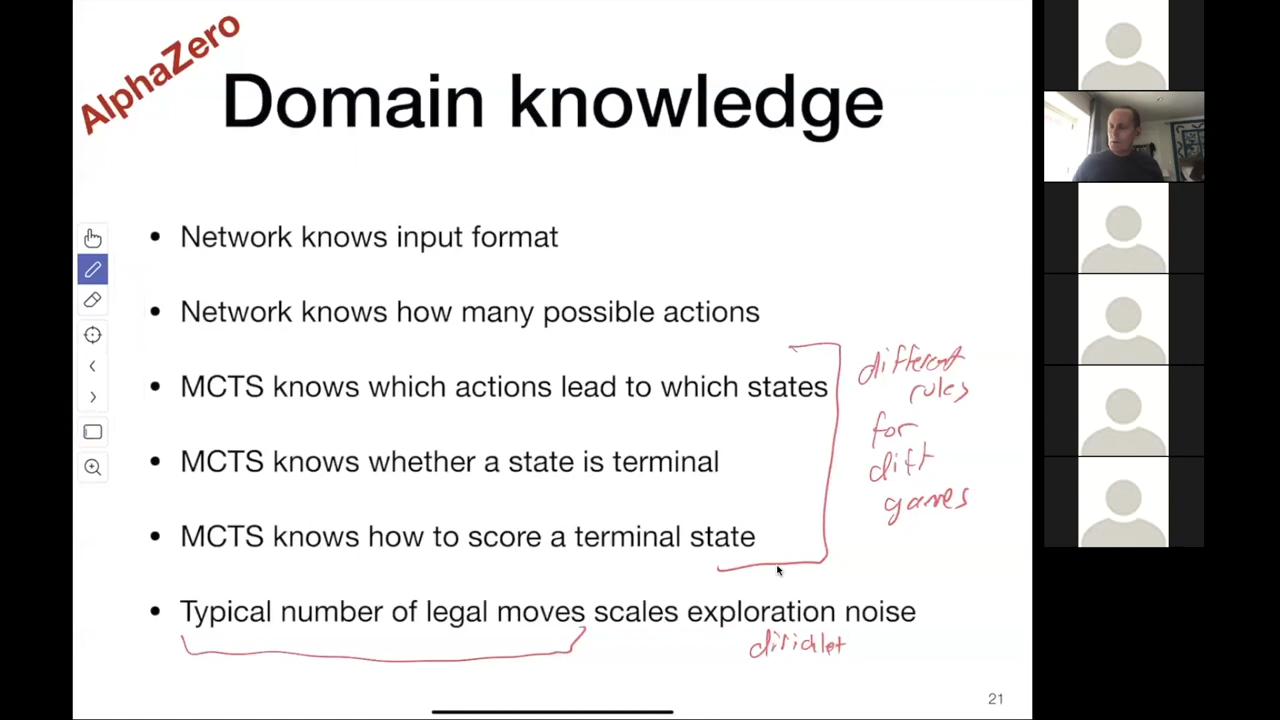 AlphaZero
Domain knowledge
• Network knows input format
• Network knows how many possible actions
• MCTS knows which actions lead to which states
• MCTS knows whether a state is terminal
• MCTS knows how to score a terminal state
different
rules
for
dift
games
• Typical number of legal moves scales exploration noise
dirichlet
21